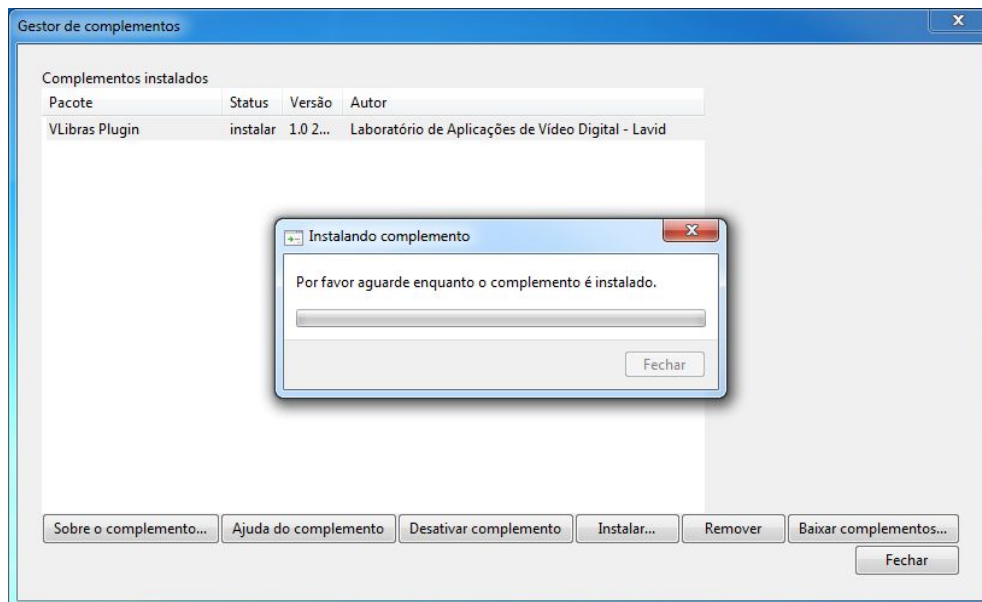 Gestor de complementos
Complementos instalados
Pacote Status Versão Autor
VLibras Plugin instalar 1.0 2... Laboratório de Aplicações de Vídeo Digital - Lavid
Instalando complemento
Por favor aguarde enquanto o complemento é instalado.
Fechar
Sobre o complemento... Ajuda do complemento Desativar complemento Instalar... Remover Baixar complementos...
Fechar